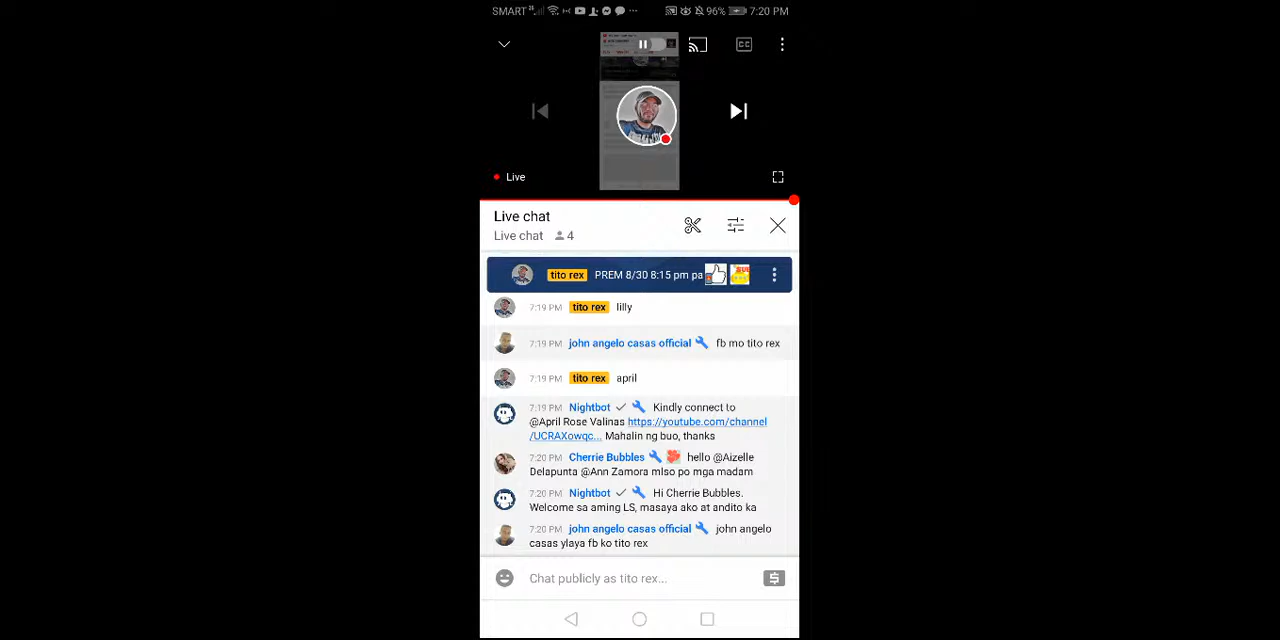 SMART 96% 7:20 PM
CC
Live
Live chat
Live chat 4
tito rex PREM 8/30 8:15 pm pa
7:19 PM tito rex lilly
7:19 PM john angelo casas official fb mo tito rex
7:19 PM tito rex april
7:19 PM Nightbot Kindly connect to
@April Rose Valinas https://youtube.com/channel
/UCRAXowqc... Mahalin ng buo, thanks
7:20 PM Cherrie Bubbles hello @Aizelle
Delapunta @Ann Zamora mlso po mga madam
7:20 PM Nightbot Hi Cherrie Bubbles.
Welcome sa aming LS, masaya ako at andito ka
7:20 PM john angelo casas official john angelo
casas ylaya fb ko tito rex
Chat publicly as tito rex...